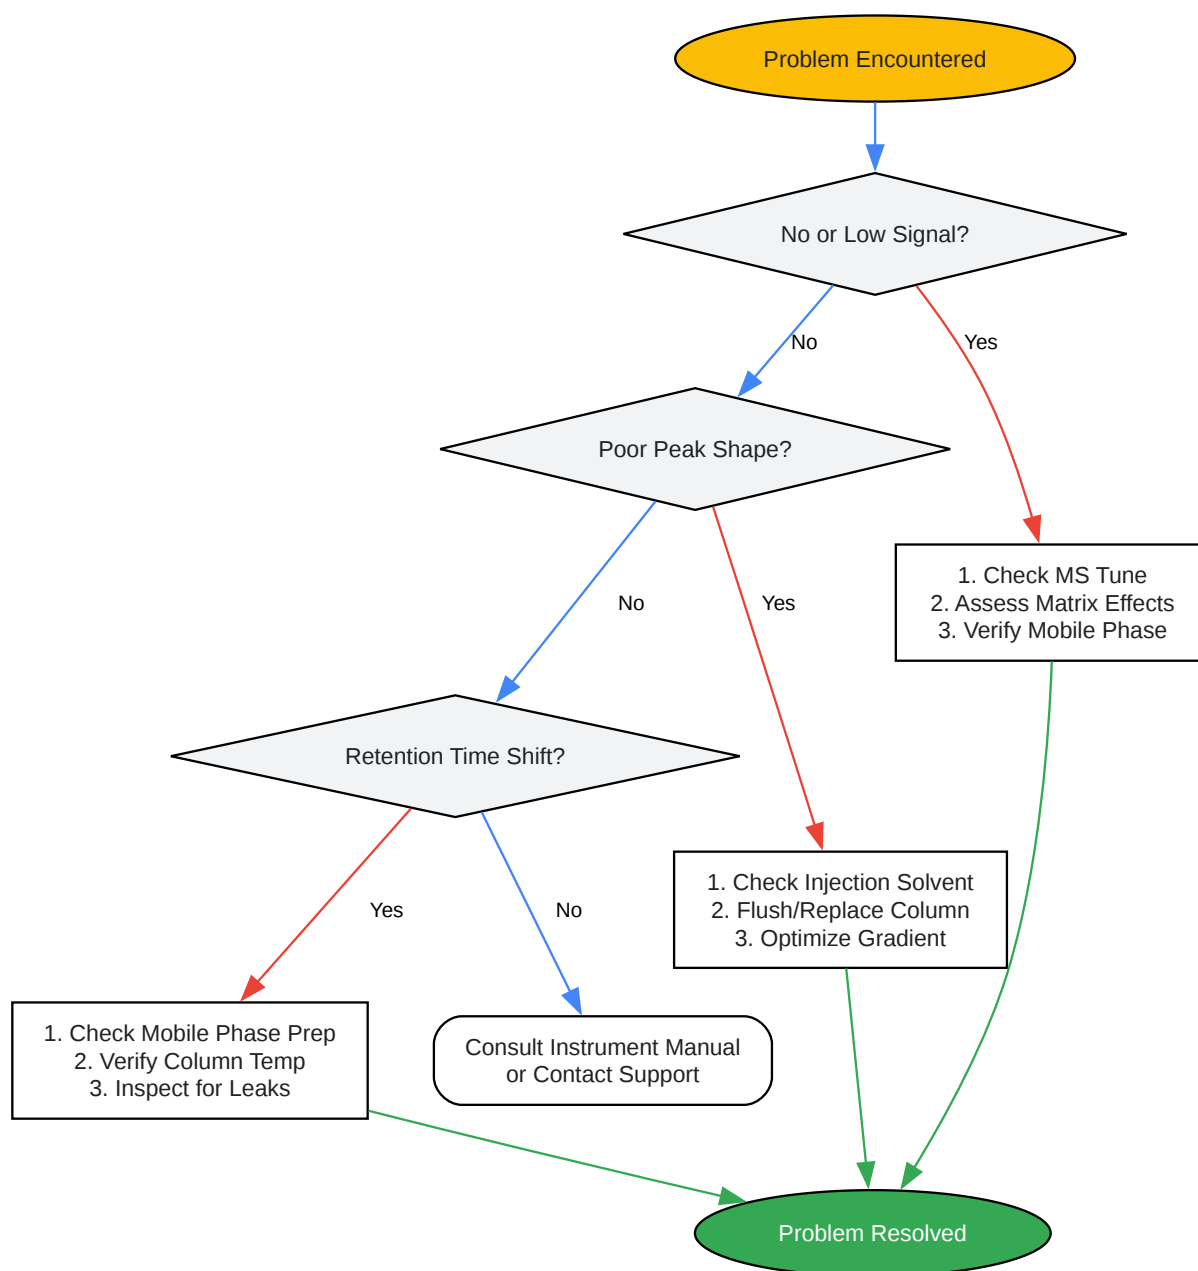 Problem Encountered
No or Low Signal?
No
Yes
Poor Peak Shape?
1. Check MS Tune
2. Assess Matrix Effects
3. Verify Mobile Phase
No
Yes
Retention Time Shift?
1. Check Injection Solvent
2. Flush/Replace Column
3. Optimize Gradient
Yes
No
1. Check Mobile Phase Prep
2. Verify Column Temp
3. Inspect for Leaks
Consult Instrument Manual
or Contact Support
Problem Resolved